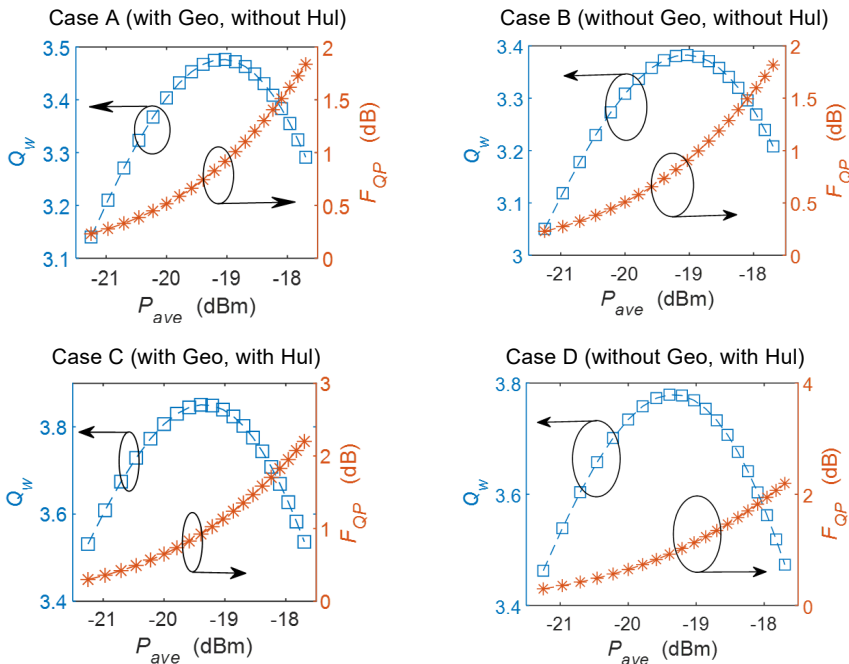 Case A (with Geo, without Hul)
3.5
3.4
3.3
3.2
3.1
Q_w
2
1.5
1
0.5
0
F_QP (dB)
-21 -20 -19 -18
P_ave (dBm)
Case B (without Geo, without Hul)
3.4
3.3
3.2
3.1
3
Q_w
2
1.5
1
0.5
0
F_QP (dB)
-21 -20 -19 -18
P_ave (dBm)
Case C (with Geo, with Hul)
3.8
3.6
3.4
Q_w
3
2
1
0
F_QP (dB)
-21 -20 -19 -18
P_ave (dBm)
Case D (without Geo, with Hul)
3.8
3.6
3.4
Q_w
4
2
0
F_QP (dB)
-21 -20 -19 -18
P_ave (dBm)